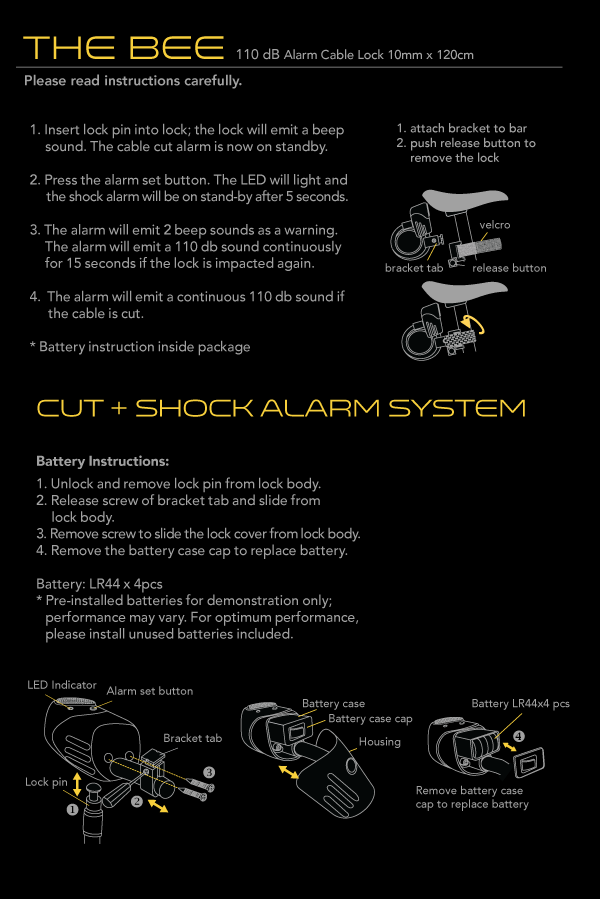 THE BEE 110 dB Alarm Cable Lock 10mm x 120cm
Please read instructions carefully.
1. Insert lock pin into lock; the lock will emit a beep
sound. The cable cut alarm is now on standby.
2. Press the alarm set button. The LED will light and
the shock alarm will be on stand-by after 5 seconds.
3. The alarm will emit 2 beep sounds as a warning.
The alarm will emit a 110 db sound continuously
for 15 seconds if the lock is impacted again.
4. The alarm will emit a continuous 110 db sound if
the cable is cut.
* Battery instruction inside package
1. attach bracket to bar
2. push release button to
remove the lock
velcro
bracket tab
release button
CUT + SHOCK ALARM SYSTEM
Battery Instructions:
1. Unlock and remove lock pin from lock body.
2. Release screw of bracket tab and slide from
lock body.
3. Remove screw to slide the lock cover from lock body.
4. Remove the battery case cap to replace battery.
Battery: LR44 x 4pcs
* Pre-installed batteries for demonstration only;
performance may vary. For optimum performance,
please install unused batteries included.
LED Indicator
Alarm set button
Bracket tab
Lock pin
1
2
3
Battery case
Battery case cap
Housing
Battery LR44x4 pcs
4
Remove battery case
cap to replace battery